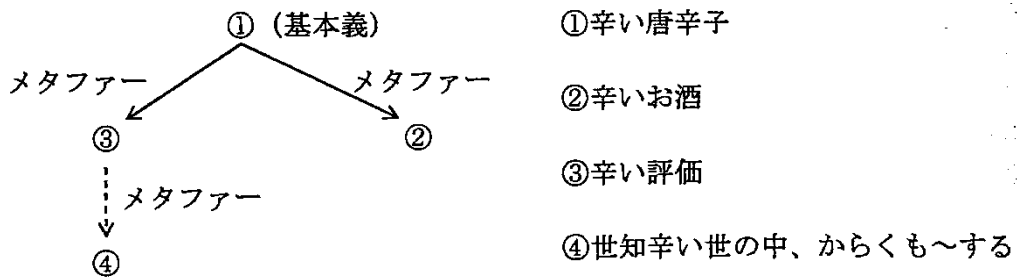 ① (基本義)
メタファー
メタファー
③
②
メタファー
④
①辛い唐辛子
②辛いお酒
③辛い評価
④世知辛い世の中、からくも～する